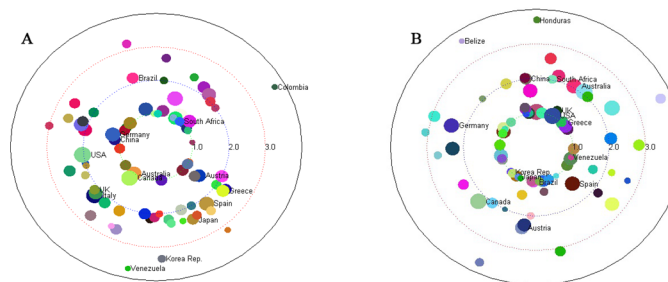 A
Brazil
Colombia
South Africa
Germany
China
USA
1.0 2.0 3.0
Australia
Canada
Austria
UK
Italy
Greece
Spain
Japan
Korea Rep.
Venezuela
B
Honduras
Belize
China
South Africa
Australia
UK
USA
Germany
Greece
1.0 2.0 3.0
Venezuela
Korea Rep.
Japan
Brazil
Spain
Canada
Austria